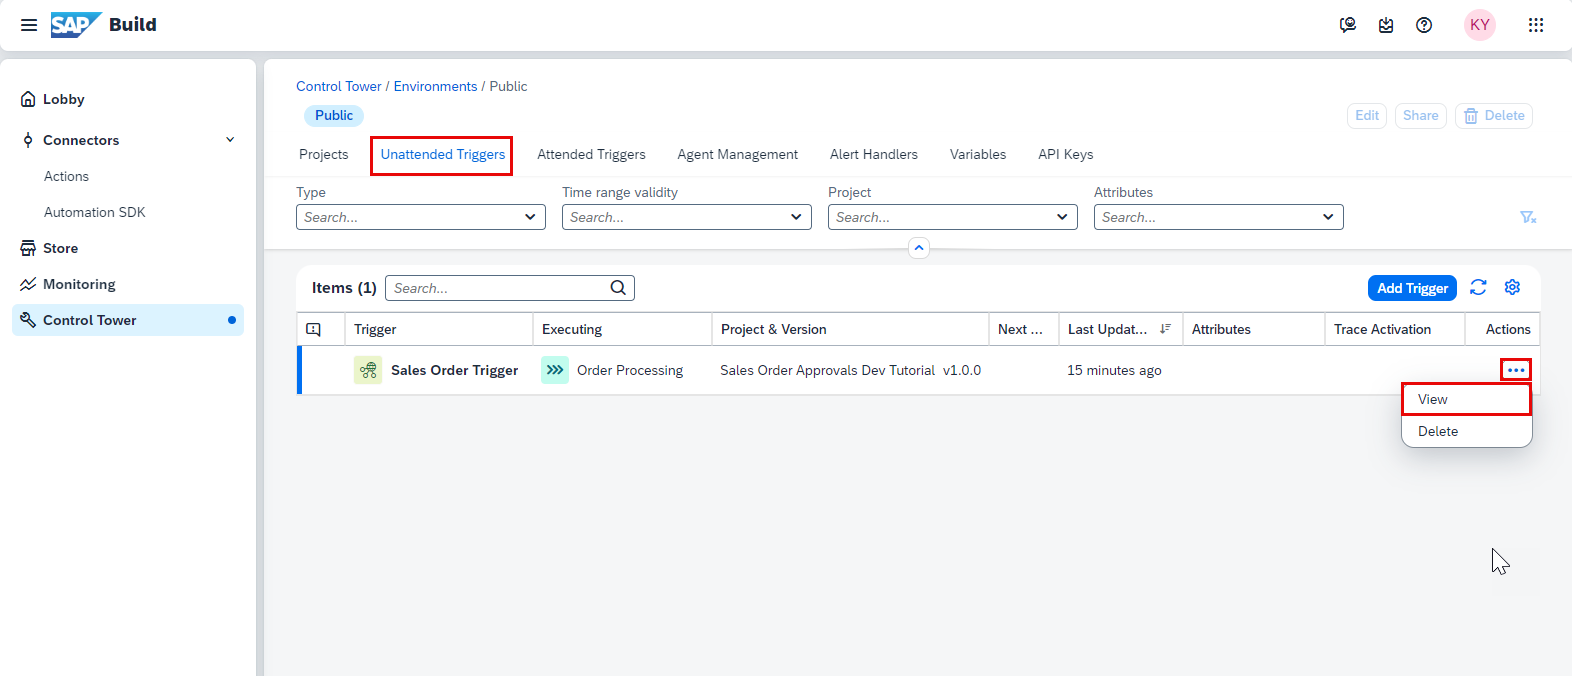 SAP Build
KY
Lobby
Connectors
Actions
Automation SDK
Store
Monitoring
Control Tower
Control Tower / Environments / Public
Public
Edit Share Delete
Projects Unattended Triggers Attended Triggers Agent Management Alert Handlers Variables API Keys
Type Time range validity Project Attributes
Search... Search... Search... Search...
Items (1) Search... Add Trigger
Trigger Executing Project & Version Next ... Last Updat... Attributes Trace Activation Actions
Sales Order Trigger Order Processing Sales Order Approvals Dev Tutorial v1.0.0 15 minutes ago
View
Delete